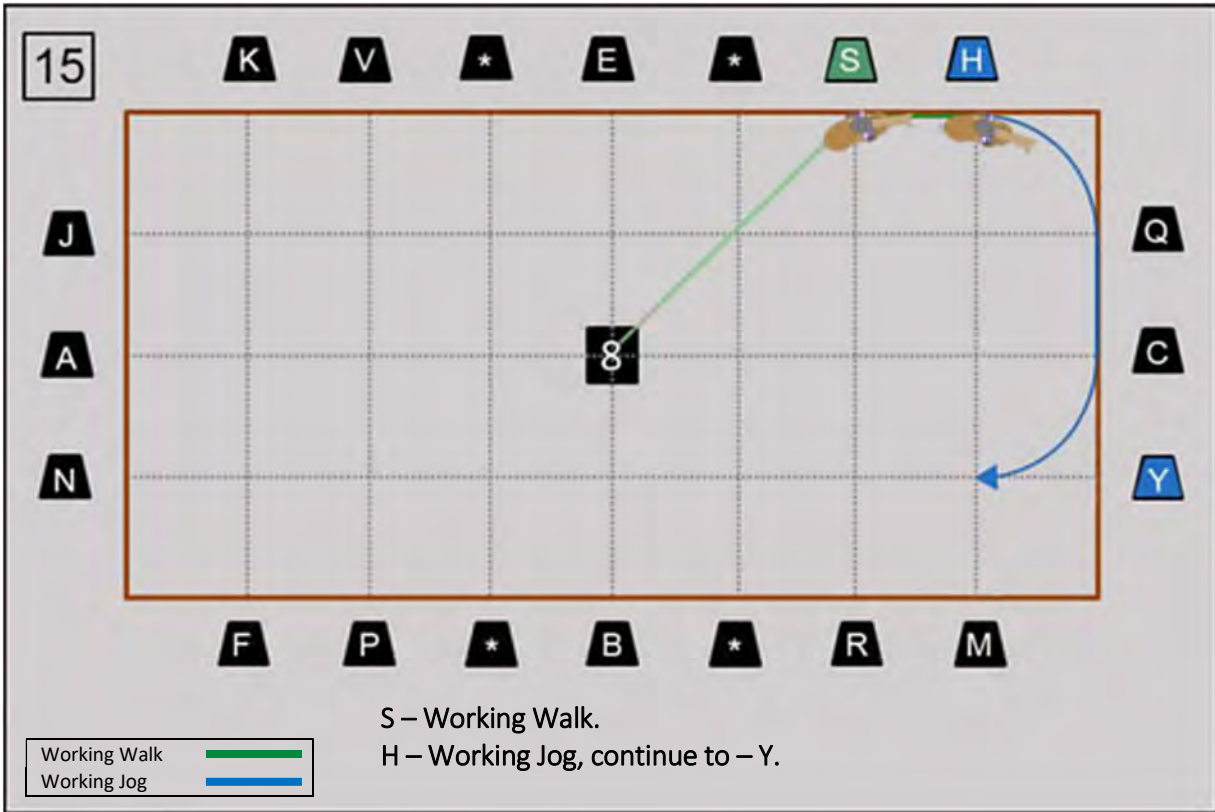 15
K V * E * S H
J Q
8
A C
N Y
F P * B * R M
S – Working Walk.
H – Working Jog, continue to – Y.
Working Walk
Working Jog